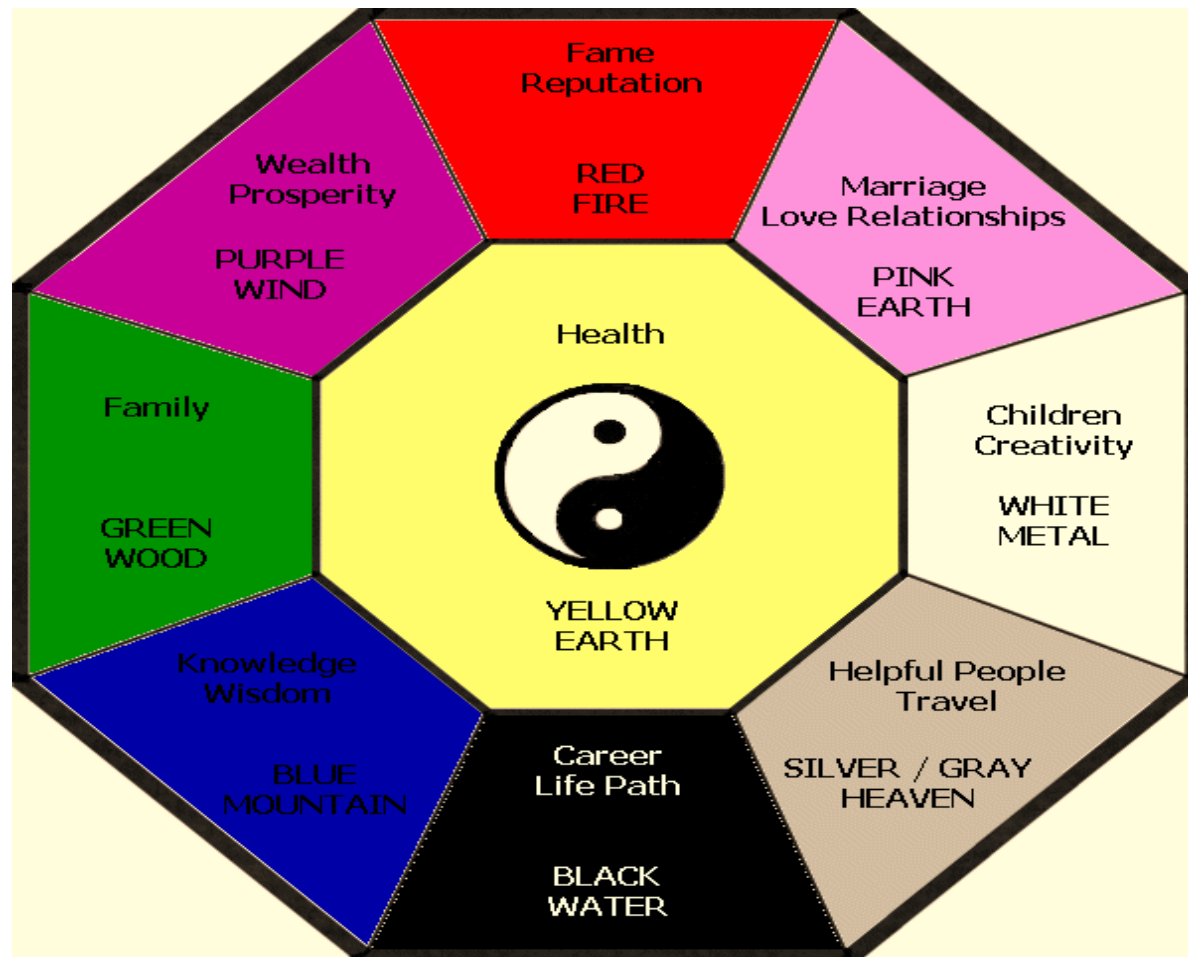 Fame
Reputation
RED
FIRE
Wealth
Prosperity
PURPLE
WIND
Marriage
Love Relationships
PINK
EARTH
Family
GREEN
WOOD
Health
YELLOW
EARTH
Children
Creativity
WHITE
METAL
Knowledge
Wisdom
BLUE
MOUNTAIN
Career
Life Path
BLACK
WATER
Helpful People
Travel
SILVER / GRAY
HEAVEN